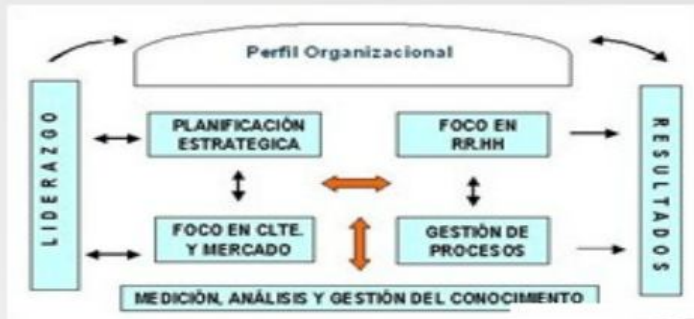 Perfil Organizacional
LIDERAZGO
PLANIFICACIÓN
ESTRATEGICA
FOCO EN
RR.HH
RESULTADOS
FOCO EN CLTE.
Y MERCADO
GESTIÓN DE
PROCESOS
MEDICIÓN, ANÁLISIS Y GESTIÓN DEL CONOCIMIENTO